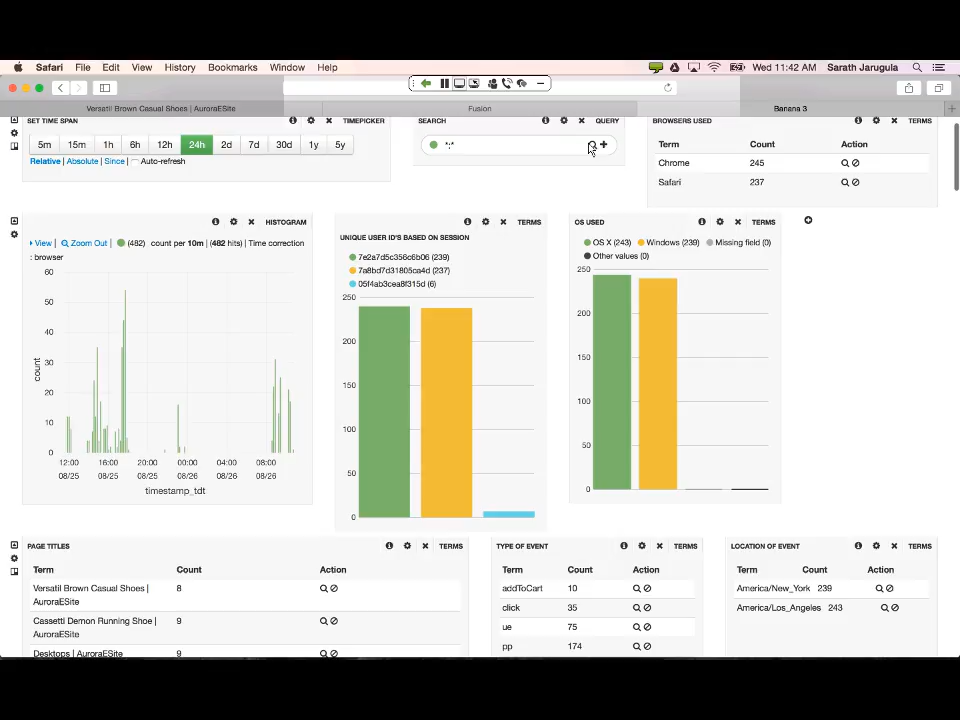 Safari File Edit View History Bookmarks Window Help Wed 11:42 AM Sarath Jarugula
Versatil Brown Casual Shoes | AuroraESite Fusion Banana 3
SET TIME SPAN TIMEPICKER
5m 15m 1h 6h 12h 24h 2d 7d 30d 1y 5y
Relative | Absolute | Since | Auto-refresh
SEARCH QUERY
*:*
BROWSERS USED TERMS
Term Count Action
Chrome 245
Safari 237
HISTOGRAM
View | Zoom Out | (482) count per 10m | (482 hits) | Time correction
: browser
60
50
40
30
20
10
0
count
12:00 16:00 20:00 00:00 04:00 08:00
08/25 08/25 08/25 08/26 08/26 08/26
timestamp_tdt
TERMS
UNIQUE USER ID'S BASED ON SESSION
7e2a7d5c356c6b06 (239)
7a8bd7d31805ca4d (237)
05f4ab3cea8f315d (6)
250
200
150
100
50
0
OS USED TERMS
OS X (243) Windows (239) Missing field (0)
Other values (0)
250
200
150
100
50
0
PAGE TITLES TERMS
Term Count Action
Versatil Brown Casual Shoes | 8
AuroraESite
Cassetti Demon Running Shoe | 9
AuroraESite
Desktops | AuroraESite 9
TYPE OF EVENT TERMS
Term Count Action
addToCart 10
click 35
ue 75
pp 174
LOCATION OF EVENT TERMS
Term Count Action
America/New_York 239
America/Los_Angeles 243